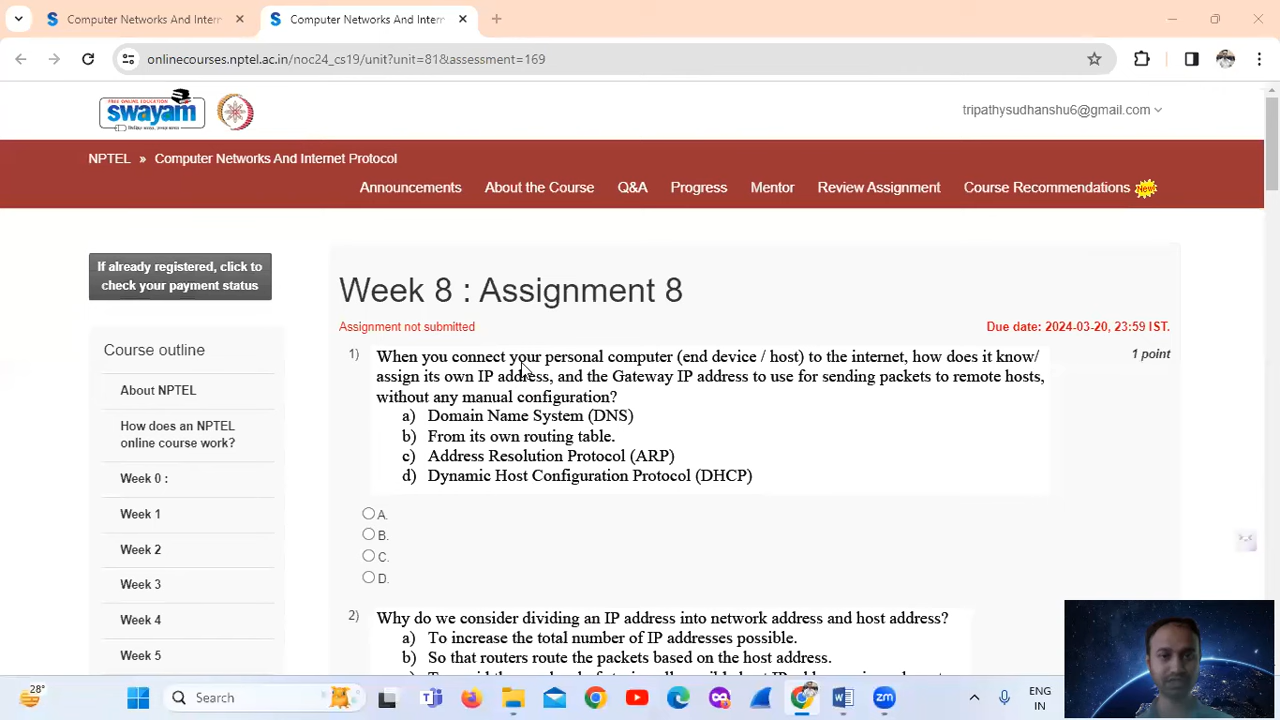 Computer Networks And Intern
Computer Networks And Intern
onlinecourses.nptel.ac.in/noc24_cs19/unit?unit=81&assessment=169
FREE ONLINE EDUCATION
swayam
tripathysudhanshu6@gmail.com
NPTEL » Computer Networks And Internet Protocol
Announcements About the Course Q&A Progress Mentor Review Assignment Course Recommendations New!
If already registered, click to
check your payment status
Course outline
About NPTEL
How does an NPTEL
online course work?
Week 0 :
Week 1
Week 2
Week 3
Week 4
Week 5
Week 8 : Assignment 8
Assignment not submitted Due date: 2024-03-20, 23:59 IST.
1) When you connect your personal computer (end device / host) to the internet, how does it know/ 1 point
assign its own IP address, and the Gateway IP address to use for sending packets to remote hosts,
without any manual configuration?
a) Domain Name System (DNS)
b) From its own routing table.
c) Address Resolution Protocol (ARP)
d) Dynamic Host Configuration Protocol (DHCP)
A.
B.
C.
D.
2) Why do we consider dividing an IP address into network address and host address?
a) To increase the total number of IP addresses possible.
b) So that routers route the packets based on the host address.
28°
Search
ENG
IN